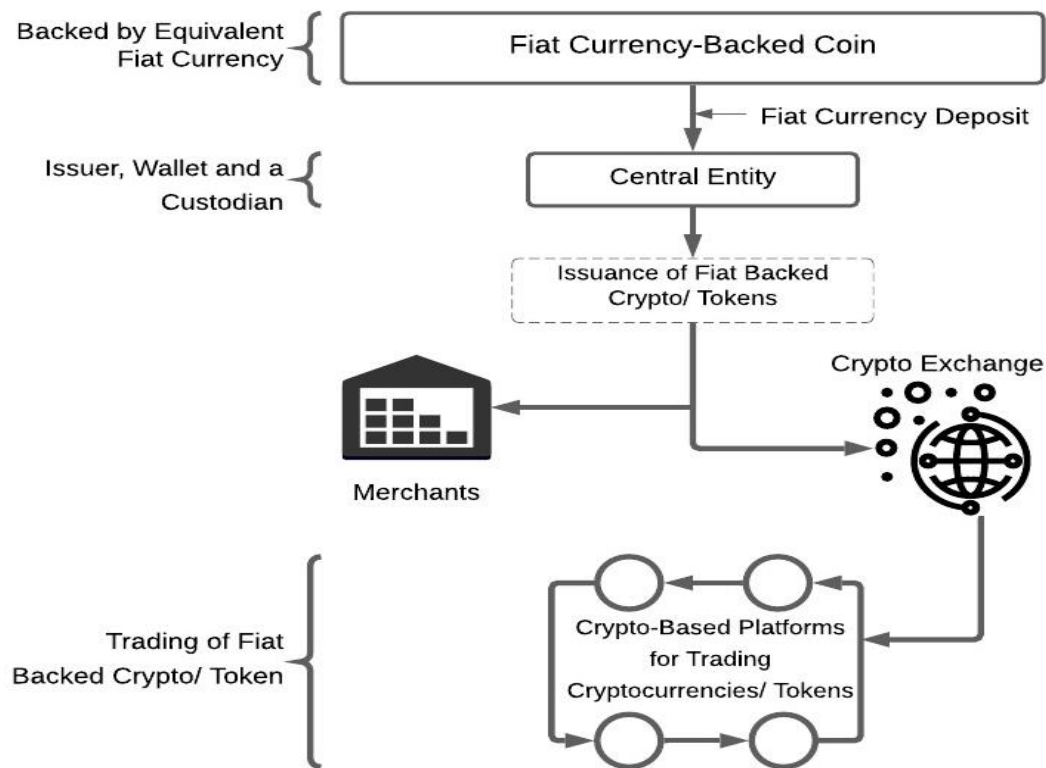 Backed by Equivalent
Fiat Currency
Fiat Currency-Backed Coin
Fiat Currency Deposit
Issuer, Wallet and a
Custodian
Central Entity
Issuance of Fiat Backed
Crypto/ Tokens
Crypto Exchange
Merchants
Trading of Fiat
Backed Crypto/ Token
Crypto-Based Platforms
for Trading
Cryptocurrencies/ Tokens